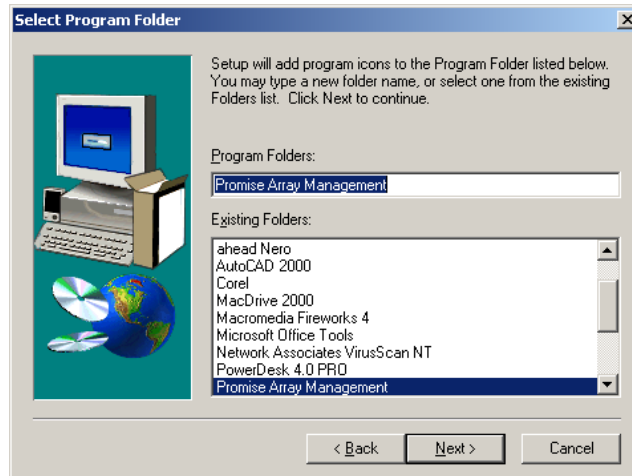 Select Program Folder
Setup will add program icons to the Program Folder listed below.
You may type a new folder name, or select one from the existing
Folders list. Click Next to continue.
Program Folders:
Promise Array Management
Existing Folders:
ahead Nero
AutoCAD 2000
Corel
MacDrive 2000
Macromedia Fireworks 4
Microsoft Office Tools
Network Associates VirusScan NT
PowerDesk 4.0 PRO
Promise Array Management
< Back
Next >
Cancel